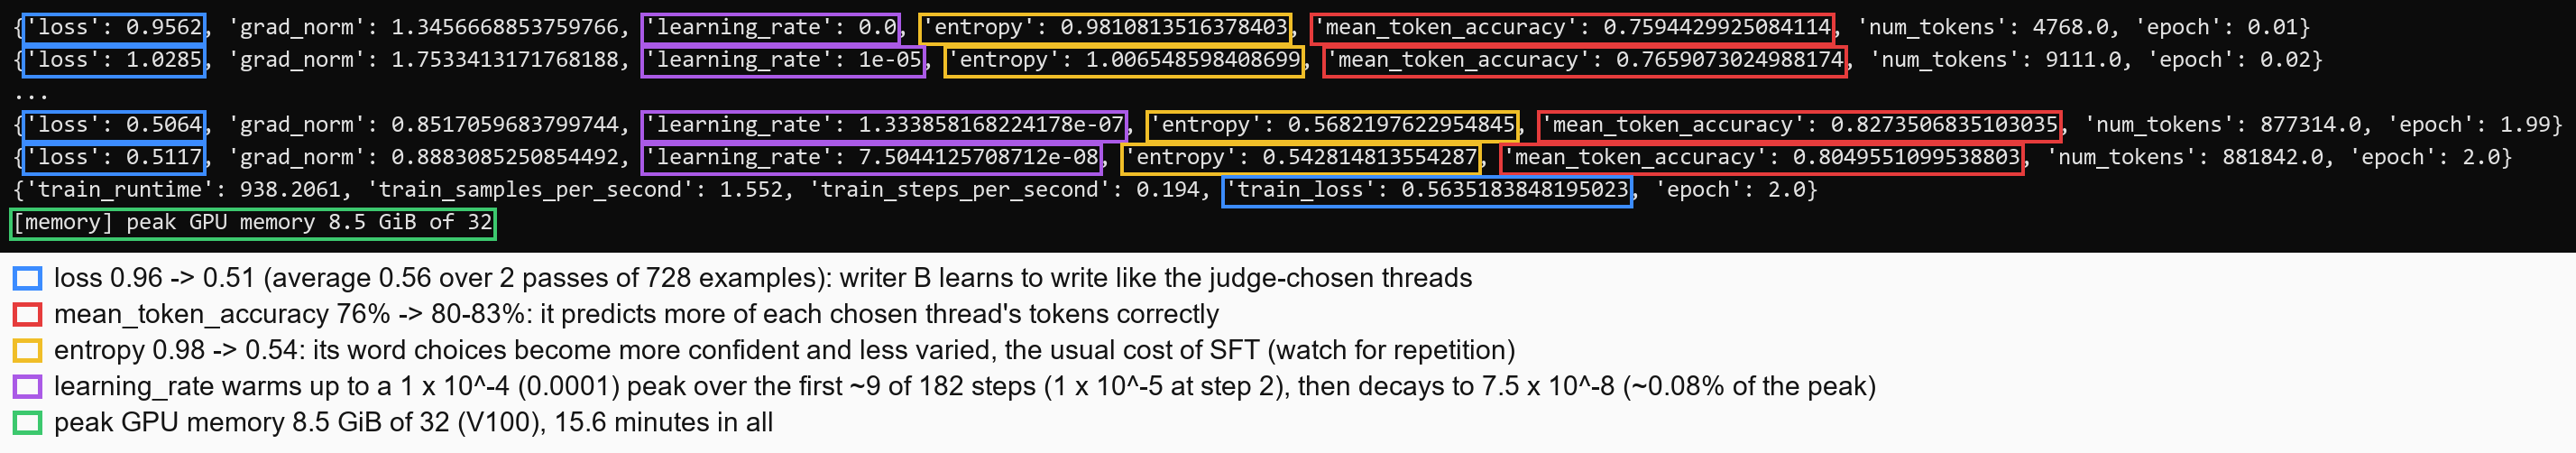 {'loss': 0.9562, 'grad_norm': 1.3456668853759766, 'learning_rate': 0.0, 'entropy': 0.9810813516378403, 'mean_token_accuracy': 0.7594429925084114, 'num_tokens': 4768.0, 'epoch': 0.01}
{'loss': 1.0285, 'grad_norm': 1.7533413171768188, 'learning_rate': 1e-05, 'entropy': 1.006548598408699, 'mean_token_accuracy': 0.7659073024988174, 'num_tokens': 9111.0, 'epoch': 0.02}
...
{'loss': 0.5064, 'grad_norm': 0.8517059683799744, 'learning_rate': 1.333858168224178e-07, 'entropy': 0.5682197622954845, 'mean_token_accuracy': 0.8273506835103035, 'num_tokens': 877314.0, 'epoch': 1.99}
{'loss': 0.5117, 'grad_norm': 0.8883085250854492, 'learning_rate': 7.5044125708712e-08, 'entropy': 0.542814813554287, 'mean_token_accuracy': 0.8049551099538803, 'num_tokens': 881842.0, 'epoch': 2.0}
{'train_runtime': 938.2061, 'train_samples_per_second': 1.552, 'train_steps_per_second': 0.194, 'train_loss': 0.5635183848195023, 'epoch': 2.0}
[memory] peak GPU memory 8.5 GiB of 32
loss 0.96 -> 0.51 (average 0.56 over 2 passes of 728 examples): writer B learns to write like the judge-chosen threads
mean_token_accuracy 76% -> 80-83%: it predicts more of each chosen thread's tokens correctly
entropy 0.98 -> 0.54: its word choices become more confident and less varied, the usual cost of SFT (watch for repetition)
learning_rate warms up to a 1 x 10^-4 (0.0001) peak over the first ~9 of 182 steps (1 x 10^-5 at step 2), then decays to 7.5 x 10^-8 (~0.08% of the peak)
peak GPU memory 8.5 GiB of 32 (V100), 15.6 minutes in all